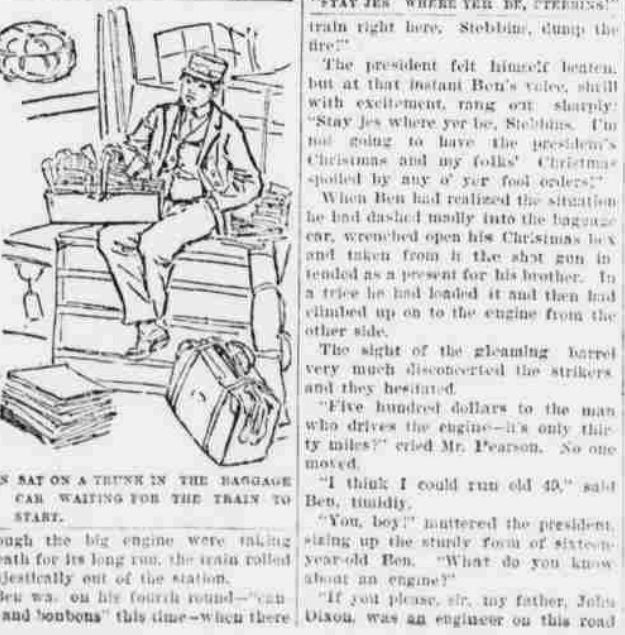 N SAT ON A TRUNK IN THE BAGGAGE
CAR WAITING FOR THE TRAIN TO
START.
ough the big engine were taking
eath for its long run, the train rolled
jestically out of the station.
Ben was on his fourth round—"can-
and bonbons" this time—when there
"STAY JES WHERE YER BE, STEBBINS!"
train right here, Stebbins, dump the
fire!"
The president felt himself beaten,
but at that instant Ben's voice, shrill
with excitement, rang out sharply:
"Stay jes where yer be, Stebbins. I'm
not going to have the president's
Christmas and my folks' Christmas
spoiled by any o' yer fool orders!"
When Ben had realized the situation
he had dashed madly into the baggage
car, wrenched open his Christmas box
and taken from it the shot gun in
tended as a present for his brother. In
a trice he had loaded it and then had
climbed up on to the engine from the
other side.
The sight of the gleaming barrel
very much disconcerted the strikers
and they hesitated.
"Five hundred dollars to the man
who drives the engine—it's only thir
ty miles?" cried Mr. Pearson. No one
moved.
"I think I could run old 49," said
Ben, timidly.
"You, boy!" muttered the president,
sizing up the sturdy form of sixteen-
year-old Ben. "What do you know
about an engine?"
"If you please, sir, my father, John
Dixon, was an engineer on this road